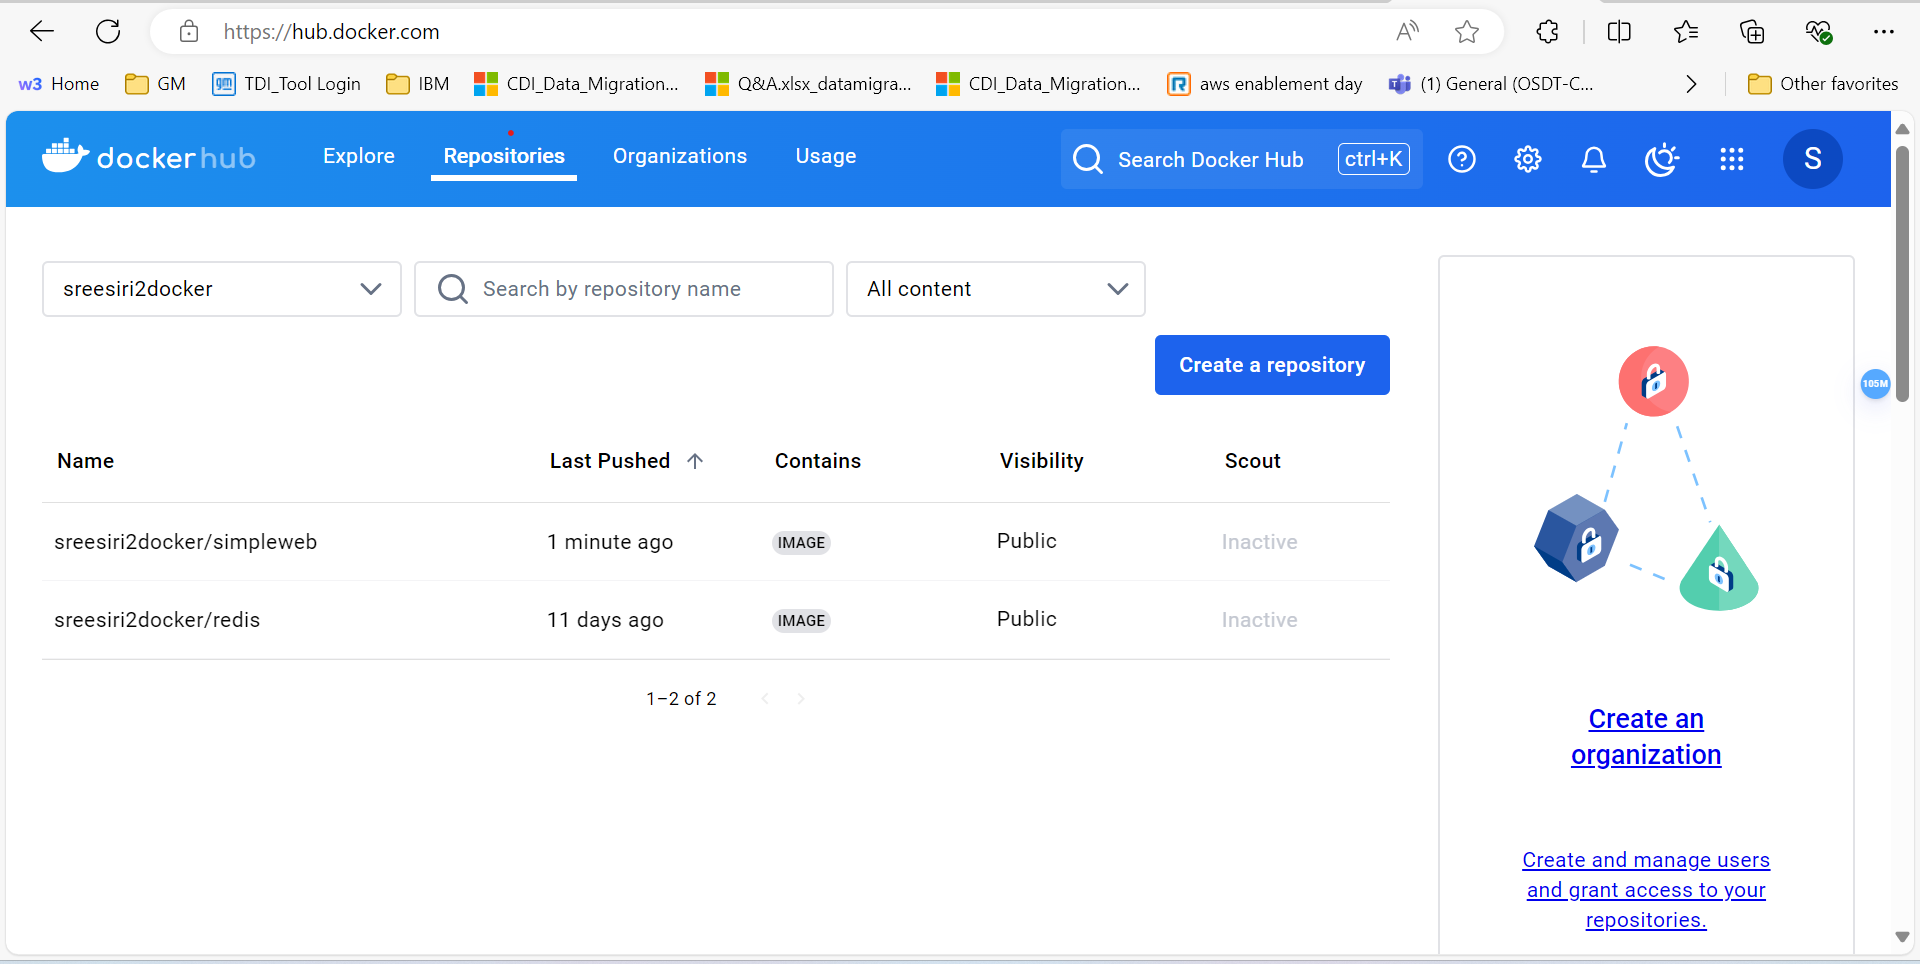 https://hub.docker.com
w3 Home GM TDI_Tool Login IBM CDI_Data_Migration... Q&A.xlsx_datamigra... CDI_Data_Migration... aws enablement day (1) General (OSDT-C... Other favorites
docker hub Explore Repositories Organizations Usage Search Docker Hub ctrl+K S
sreesiri2docker Search by repository name All content
Create a repository
105M
Name Last Pushed Contains Visibility Scout
sreesiri2docker/simpleweb 1 minute ago IMAGE Public Inactive
sreesiri2docker/redis 11 days ago IMAGE Public Inactive
1–2 of 2
Create an
organization
Create and manage users
and grant access to your
repositories.